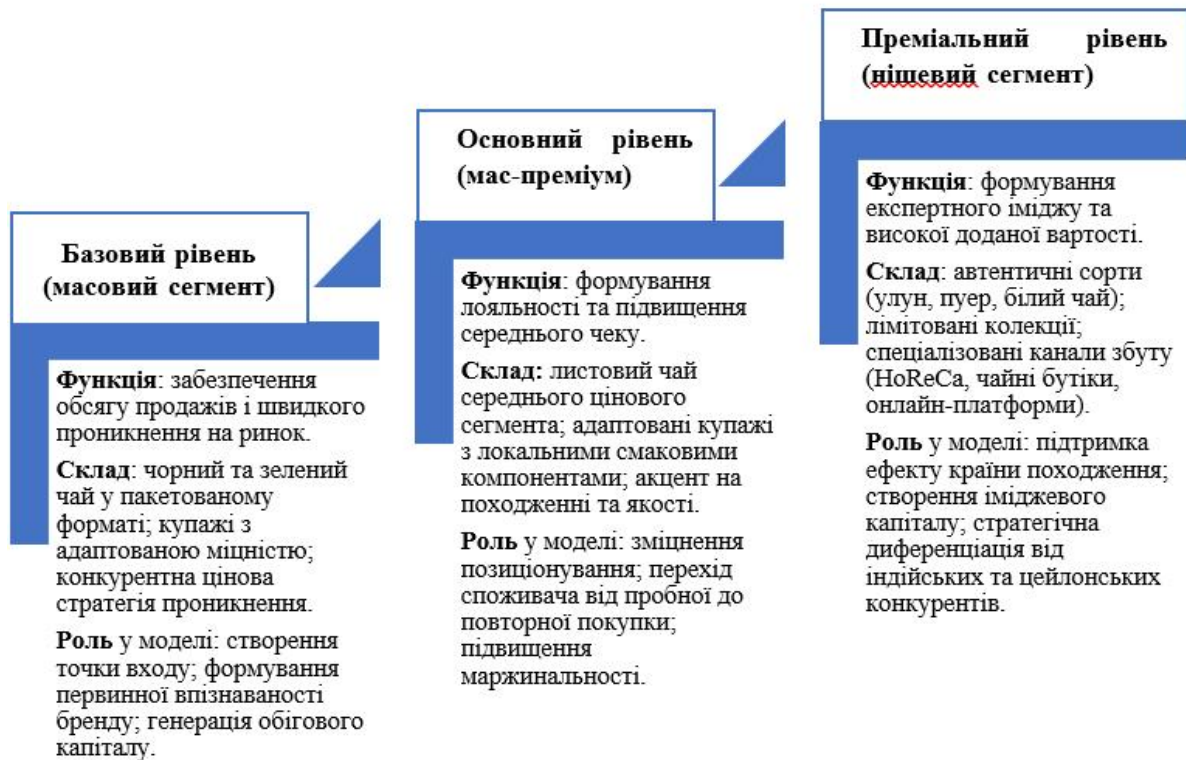 Базовий рівень
(масовий сегмент)
Функція: забезпечення
обсягу продажів і швидкого
проникнення на ринок.
Склад: чорний та зелений
чай у пакетованому
форматі; купажі з
адаптованою міцністю;
конкурентна цінова
стратегія проникнення.
Роль у моделі: створення
точки входу; формування
первинної впізнаваності
бренду; генерація обігового
капіталу.
Основний рівень
(мас-преміум)
Функція: формування
лояльності та підвищення
середнього чеку.
Склад: листовий чай
середнього цінового
сегмента; адаптовані купажі
з локальними смаковими
компонентами; акцент на
походженні та якості.
Роль у моделі: зміцнення
позиціонування; перехід
споживача від пробної до
повторної покупки;
підвищення
маржинальності.
Преміальний рівень
(нішевий сегмент)
Функція: формування
експертного іміджу та
високої доданої вартості.
Склад: автентичні сорти
(улун, пуер, білий чай);
лімітовані колекції;
спеціалізовані канали збуту
(HoReCa, чайні бутіки,
онлайн-платформи).
Роль у моделі: підтримка
ефекту країни походження;
створення іміджевого
капіталу; стратегічна
диференціація від
індійських та цейлонських
конкурентів.